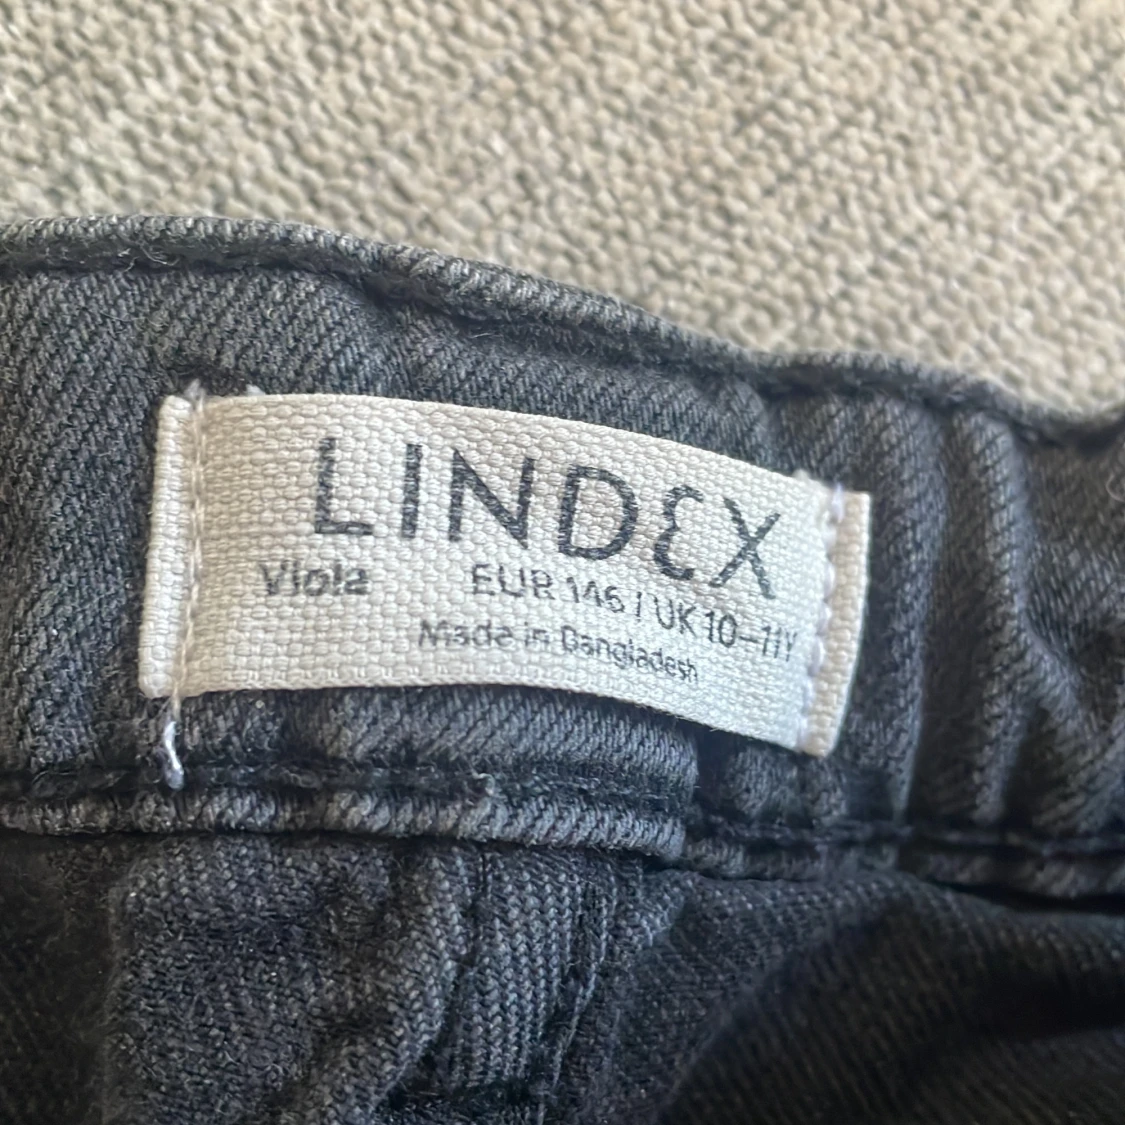 LINDEX
Viola EUR 146 / UK 10–11Y
Made in Bangladesh